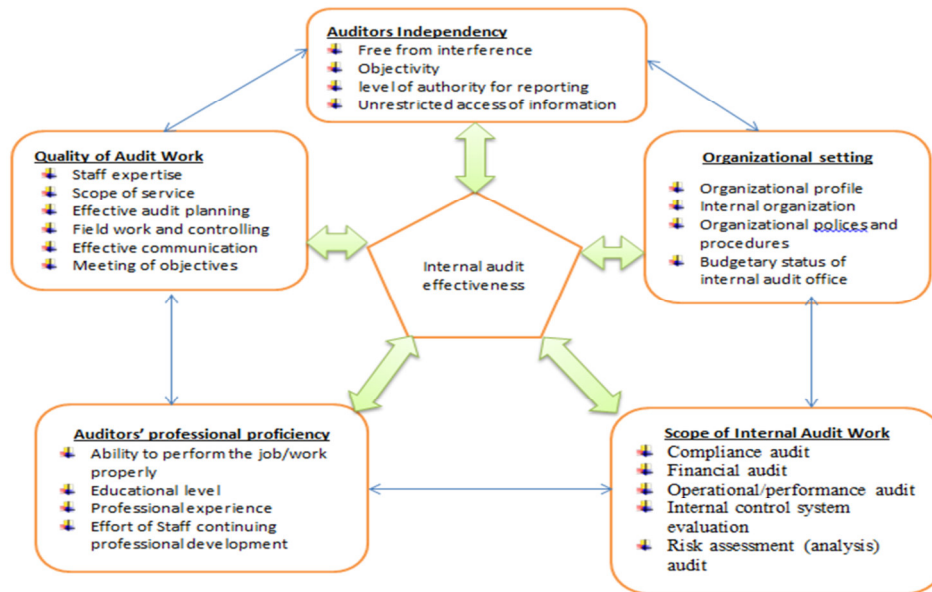 Auditors Independency
Free from interference
Objectivity
level of authority for reporting
Unrestricted access of information
Quality of Audit Work
Staff expertise
Scope of service
Effective audit planning
Field work and controlling
Effective communication
Meeting of objectives
Organizational setting
Organizational profile
Internal organization
Organizational polices and
procedures
Budgetary status of
internal audit office
Internal audit
effectiveness
Auditors' professional proficiency
Ability to perform the job/work
properly
Educational level
Professional experience
Effort of Staff continuing
professional development
Scope of Internal Audit Work
Compliance audit
Financial audit
Operational/performance audit
Internal control system
evaluation
Risk assessment (analysis)
audit